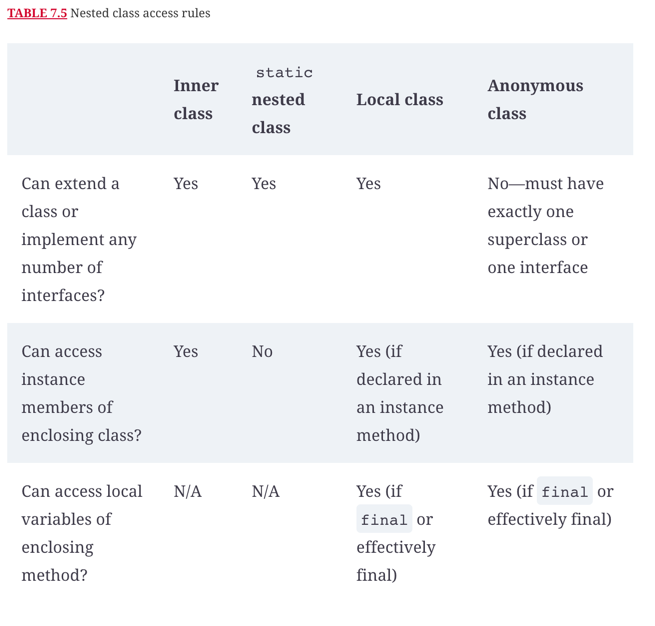 TABLE 7.5 Nested class access rules
Inner class
static nested class
Local class
Anonymous class
Can extend a class or implement any number of interfaces?
Yes
Yes
Yes
No—must have exactly one superclass or one interface
Can access instance members of enclosing class?
Yes
No
Yes (if declared in an instance method)
Yes (if declared in an instance method)
Can access local variables of enclosing method?
N/A
N/A
Yes (if final or effectively final)
Yes (if final or effectively final)